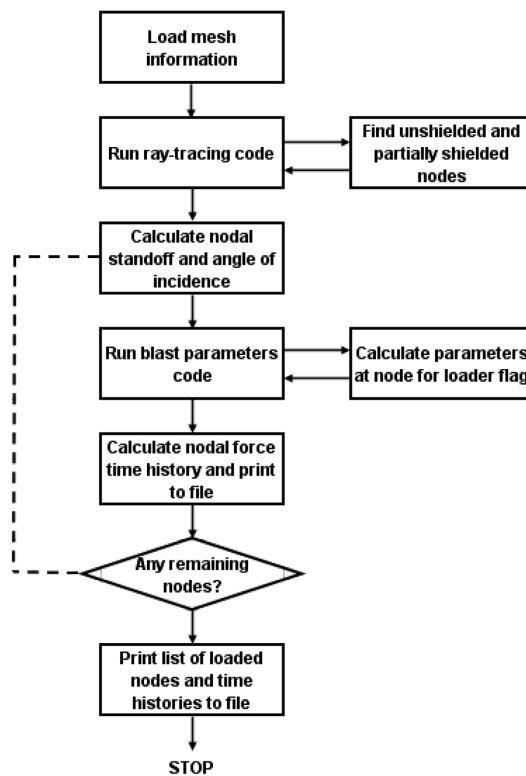 Load mesh
information
Run ray-tracing code
Find unshielded and
partially shielded
nodes
Calculate nodal
standoff and angle of
incidence
Run blast parameters
code
Calculate parameters
at node for loader flag
Calculate nodal force
time history and print
to file
Any remaining
nodes?
Print list of loaded
nodes and time
histories to file
STOP